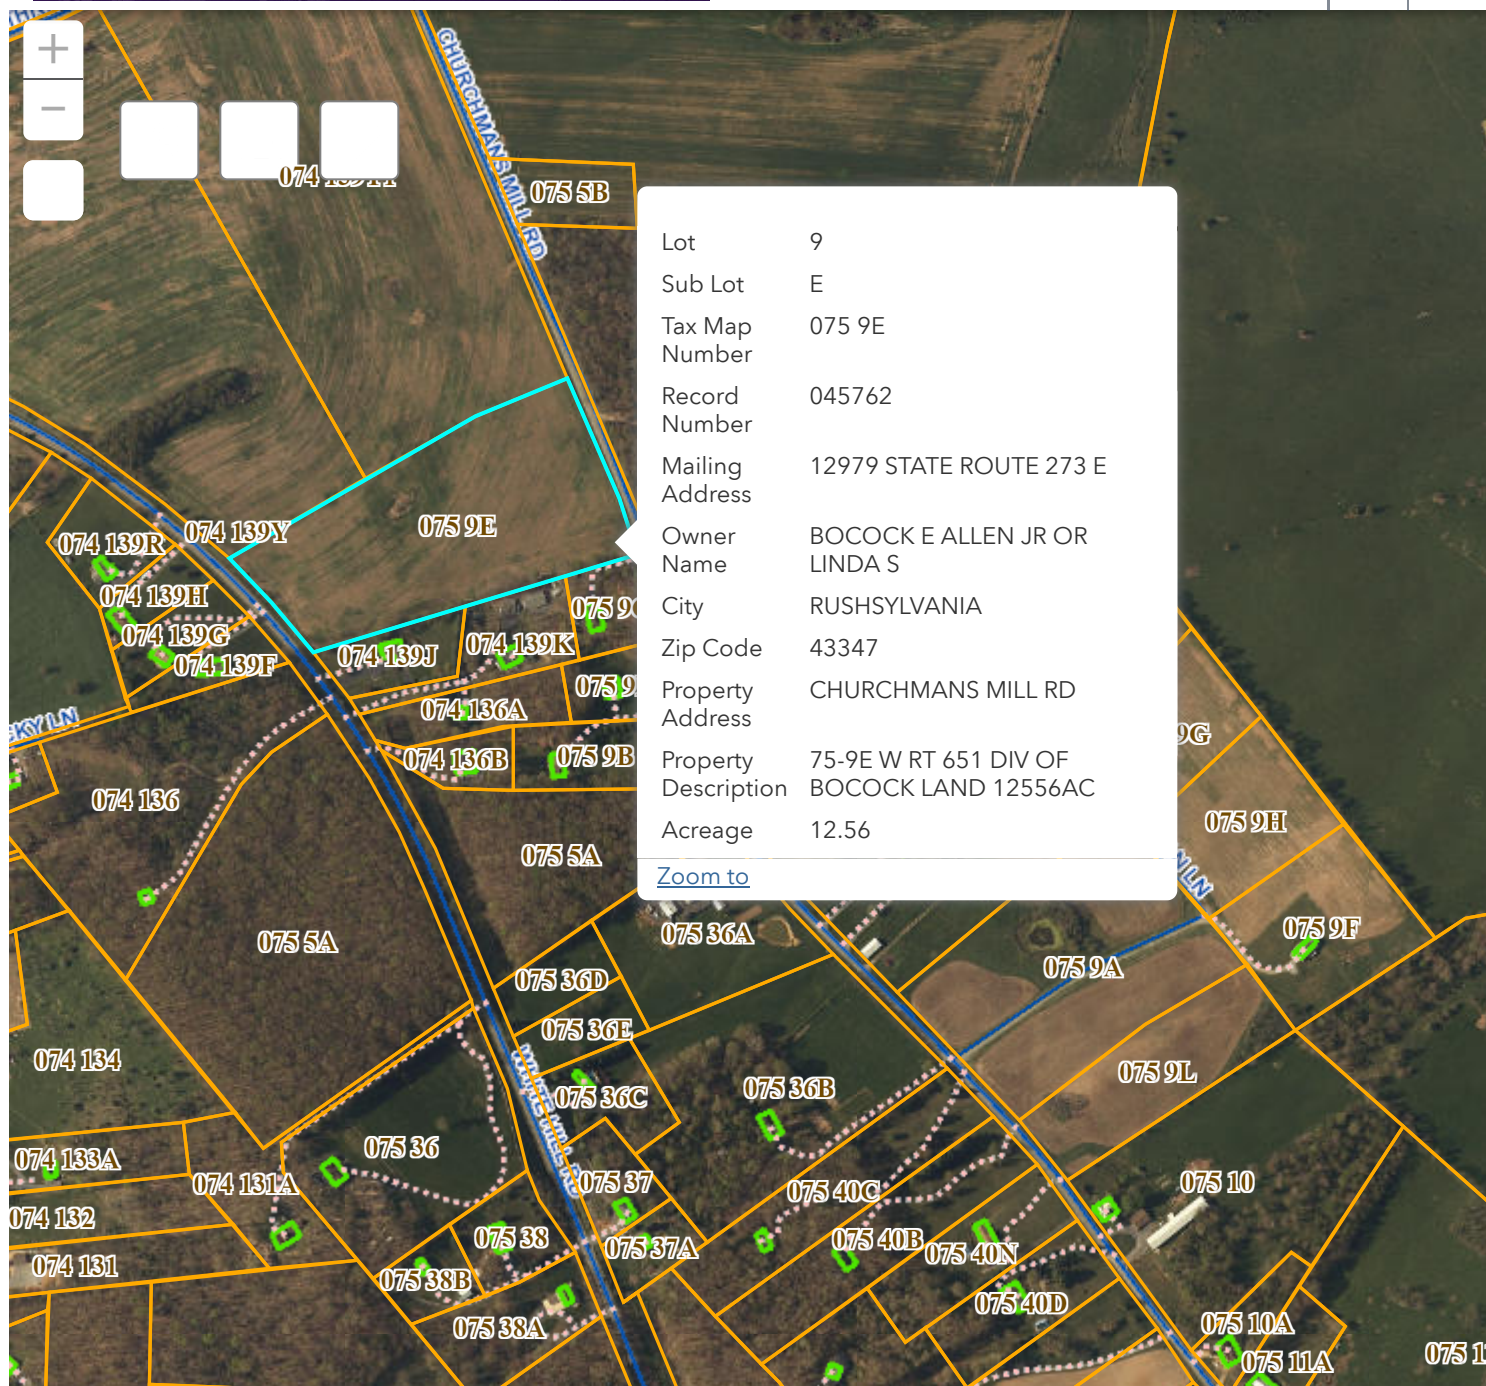 CHURCHMANS MILL RD
075 5B
Lot 9
Sub Lot E
Tax Map Number 075 9E
Record Number 045762
Mailing Address 12979 STATE ROUTE 273 E
Owner Name BOCOCK E ALLEN JR OR
LINDA S
City RUSHSYLVANIA
Zip Code 43347
Property Address CHURCHMANS MILL RD
Property Description 75-9E W RT 651 DIV OF
BOCOCK LAND 12556AC
Acreage 12.56
Zoom to
074 139Y
075 9E
074 139R
074 139H
074 139G
074 139F
074 139J
074 139K
074 136A
074 136B
075 9B
074 136
075 5A
075 9H
075 36A
075 5A
075 9F
075 9A
075 36D
075 36E
074 134
075 9L
075 36C
075 36B
WHITE MILL RD
075 36
074 133A
074 131A
075 37
075 40C
075 10
074 132
075 38
075 37A
075 40B
075 40N
074 131
075 38B
075 40D
075 38A
075 10A
075 11A